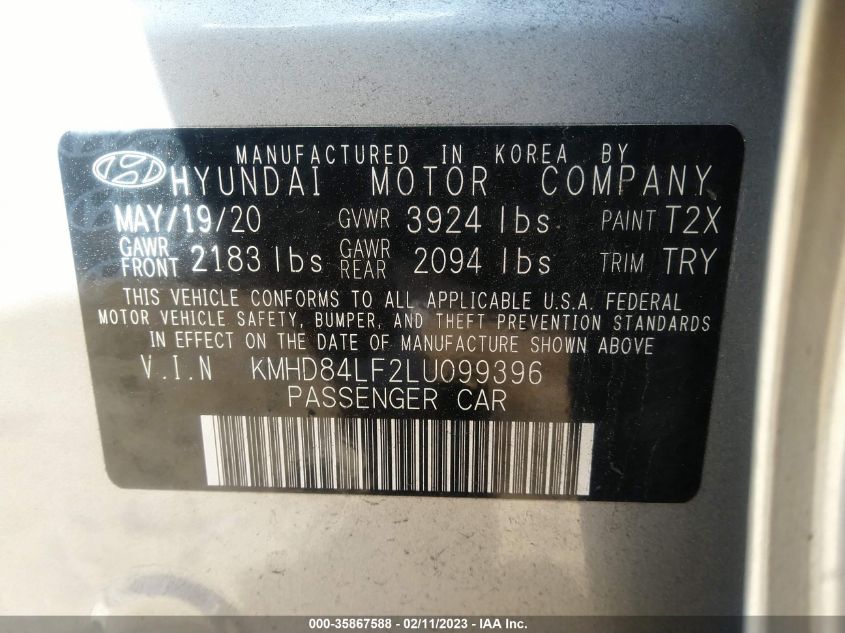 MANUFACTURED IN KOREA BY
HYUNDAI MOTOR COMPANY
MAY/19/20 GVWR 3924 lbs PAINT T2X
GAWR FRONT 2183 lbs GAWR REAR 2094 lbs TRIM TRY
THIS VEHICLE CONFORMS TO ALL APPLICABLE U.S.A. FEDERAL
MOTOR VEHICLE SAFETY, BUMPER, AND THEFT PREVENTION STANDARDS
IN EFFECT ON THE DATE OF MANUFACTURE SHOWN ABOVE
V.I.N KMHD84LF2LU099396
PASSENGER CAR
000-35867588 - 02/11/2023 - IAA Inc.